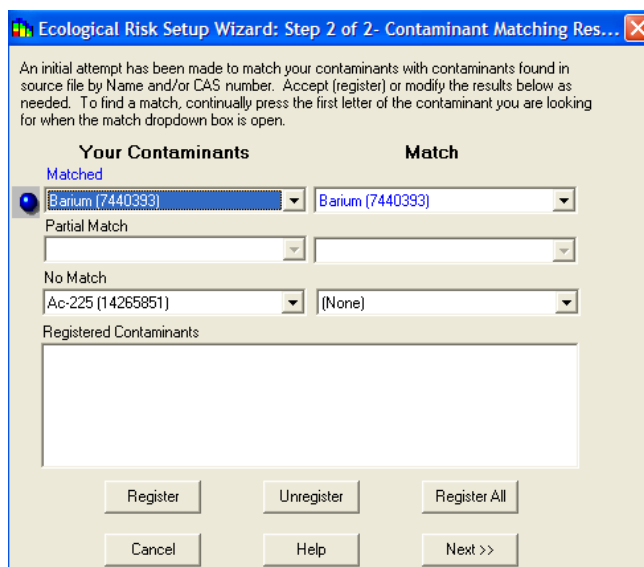 Ecological Risk Setup Wizard: Step 2 of 2- Contaminant Matching Res...
An initial attempt has been made to match your contaminants with contaminants found in
source file by Name and/or CAS number. Accept (register) or modify the results below as
needed. To find a match, continually press the first letter of the contaminant you are looking
for when the match dropdown box is open.
Your Contaminants Match
Matched
Barium (7440393) Barium (7440393)
Partial Match
No Match
Ac-225 (14265851) (None)
Registered Contaminants
Register Unregister Register All
Cancel Help Next >>